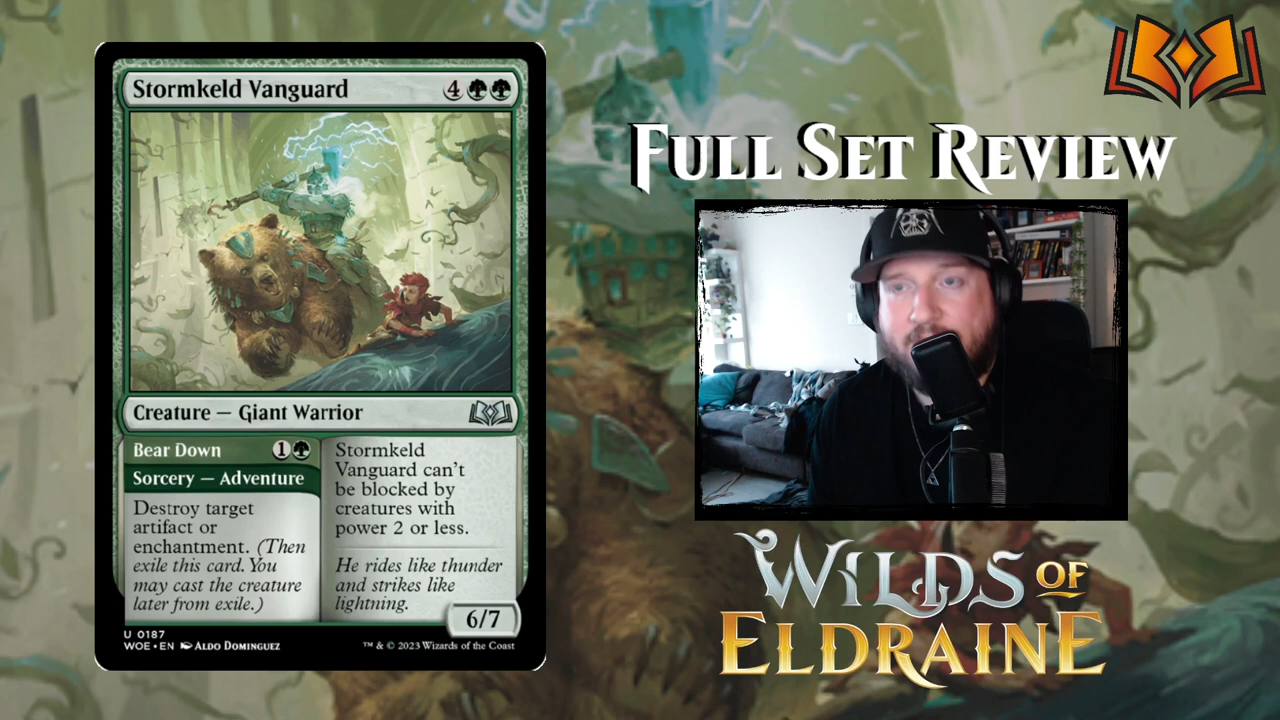 Stormkeld Vanguard 4
Creature — Giant Warrior
Bear Down 1
Sorcery — Adventure
Destroy target
artifact or
enchantment. (Then
exile this card. You
may cast the creature
later from exile.)
Stormkeld
Vanguard can't
be blocked by
creatures with
power 2 or less.
He rides like thunder
and strikes like
lightning.
6/7
U 0187
WOE • EN ALDO DOMINGUEZ
™ & © 2023 Wizards of the Coast
FULL SET REVIEW
WILDS OF
ELDRAINE